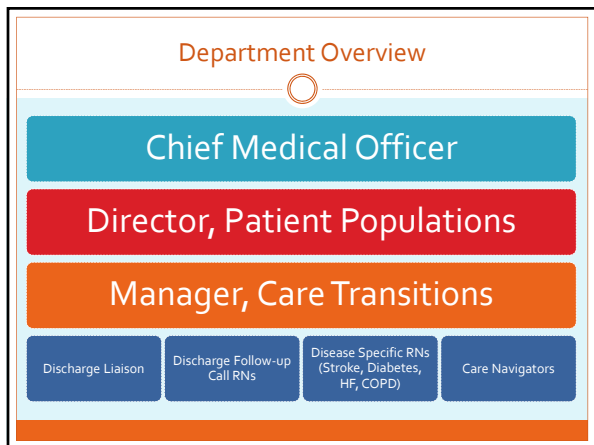 Department Overview
Chief Medical Officer
Director, Patient Populations
Manager, Care Transitions
Discharge Liaison
Discharge Follow-up
Call RNs
Disease Specific RNs
(Stroke, Diabetes,
HF, COPD)
Care Navigators